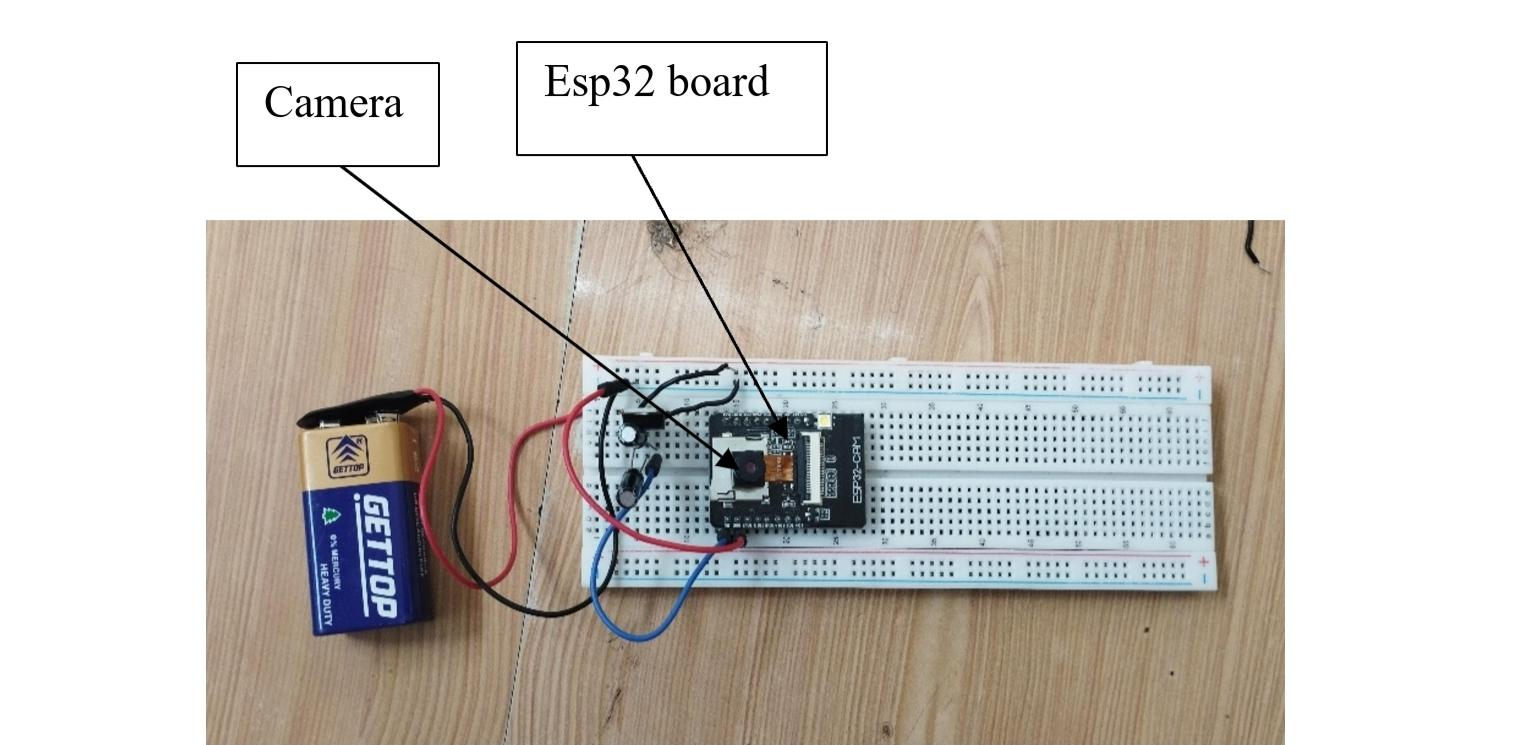 Camera
Esp32 board
GETTOP
GETTOP
0% MERCURY
HEAVY DUTY
ESP32-CAM